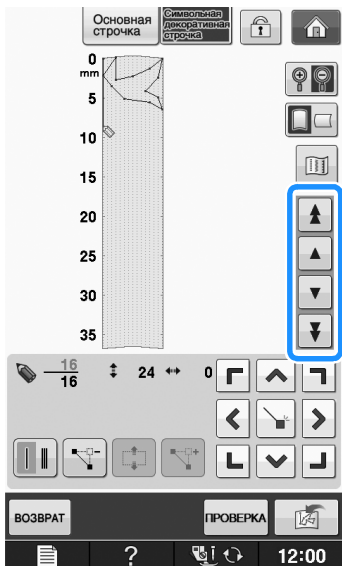 Основная
строчка
Символьная
декоративная
строчка
0
mm
5
10
15
20
25
30
35
16
16
24
0
ВОЗВРАТ
ПРОВЕРКА
?
12:00